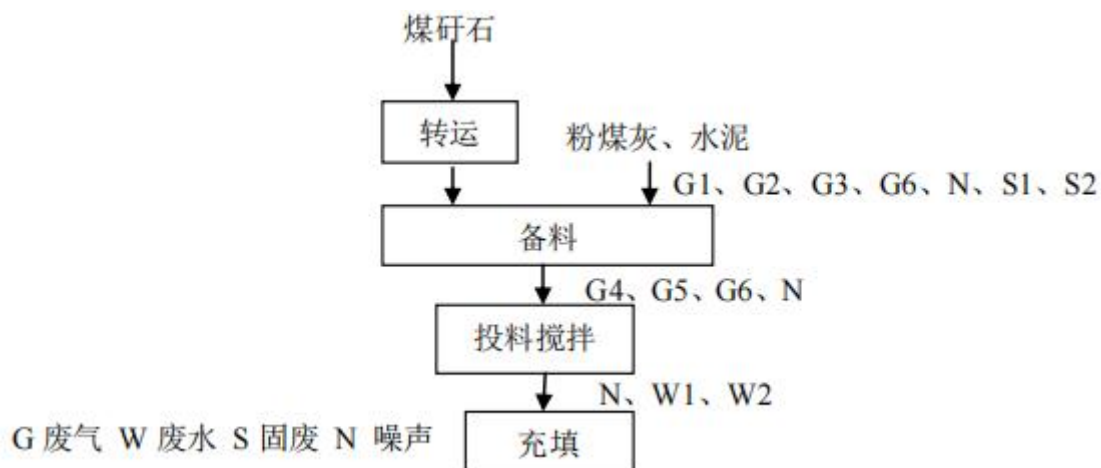 煤矸石
转运
粉煤灰、水泥
G1、G2、G3、G6、N、S1、S2
备料
G4、G5、G6、N
投料搅拌
N、W1、W2
G 废气 W 废水 S 固废 N 噪声
充填